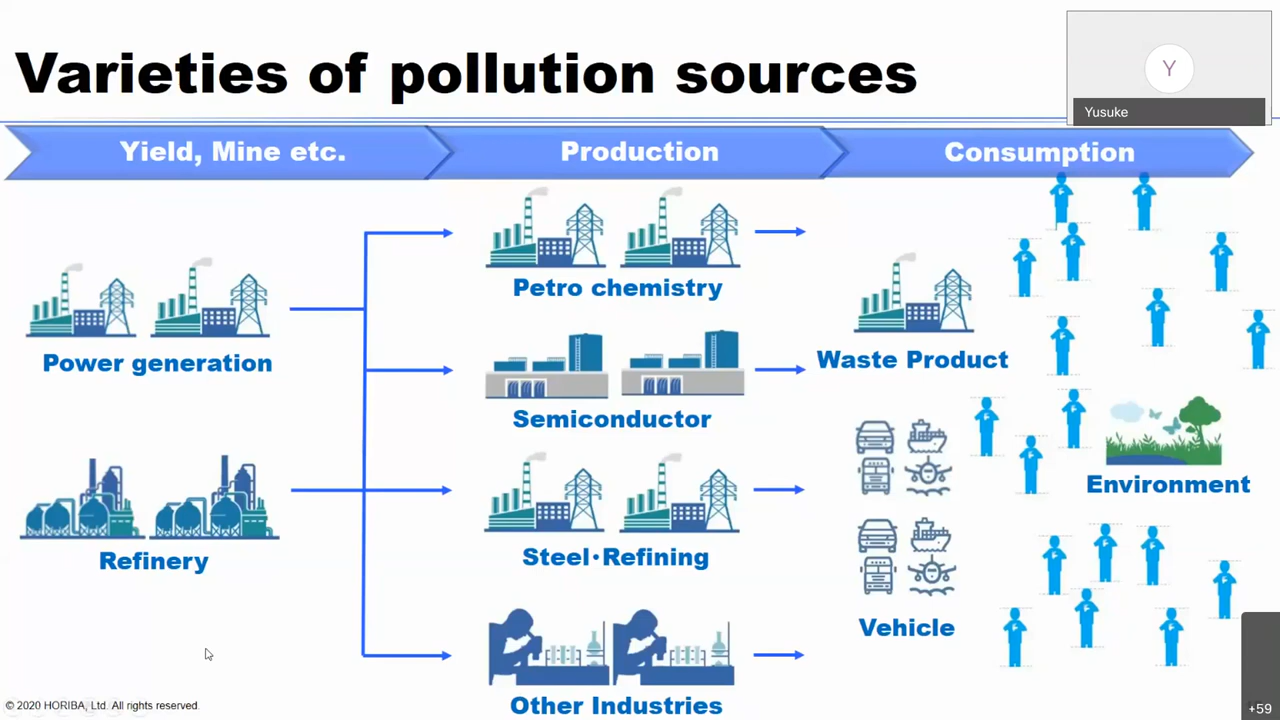 Varieties of pollution sources
Y
Yusuke
Yield, Mine etc.
Production
Consumption
Power generation
Refinery
Petro chemistry
Semiconductor
Steel・Refining
Other Industries
Waste Product
Vehicle
Environment
© 2020 HORIBA, Ltd. All rights reserved.
+59